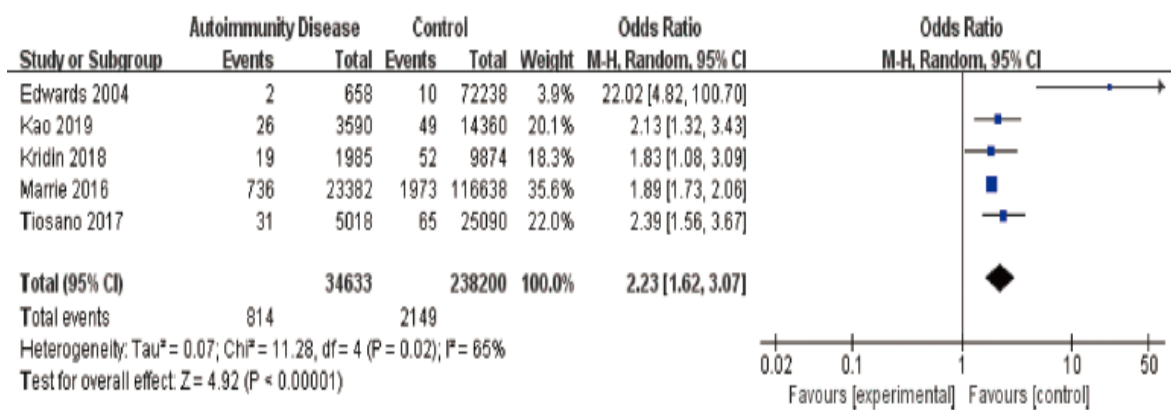 Autoimmunity Disease Control Odds Ratio Odds Ratio
Study or Subgroup Events Total Events Total Weight M-H, Random, 95% CI M-H, Random, 95% CI
Edwards 2004 2 658 10 72238 3.9% 22.02 [4.82, 100.70]
Kao 2019 26 3590 49 14360 20.1% 2.13 [1.32, 3.43]
Kridin 2018 19 1985 52 9874 18.3% 1.83 [1.08, 3.09]
Marrie 2016 736 23382 1973 116638 35.6% 1.89 [1.73, 2.06]
Tiosano 2017 31 5018 65 25090 22.0% 2.39 [1.56, 3.67]
Total (95% CI) 34633 238200 100.0% 2.23 [1.62, 3.07]
Total events 814 2149
Heterogeneity: Tau² = 0.07; Chi² = 11.28, df = 4 (P = 0.02); I² = 65%
Test for overall effect: Z = 4.92 (P < 0.00001)
0.02 0.1 1 10 50
Favours [experimental] Favours [control]